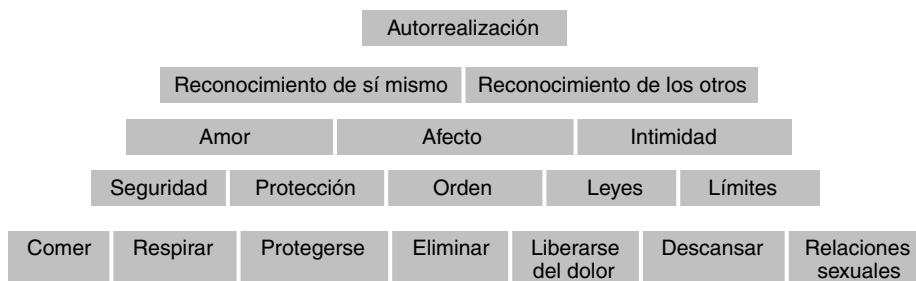 Autorrealización
Reconocimiento de sí mismo Reconocimiento de los otros
Amor Afecto Intimidad
Seguridad Protección Orden Leyes Límites
Comer Respirar Protegerse Eliminar Liberarse Descansar Relaciones
del dolor sexuales